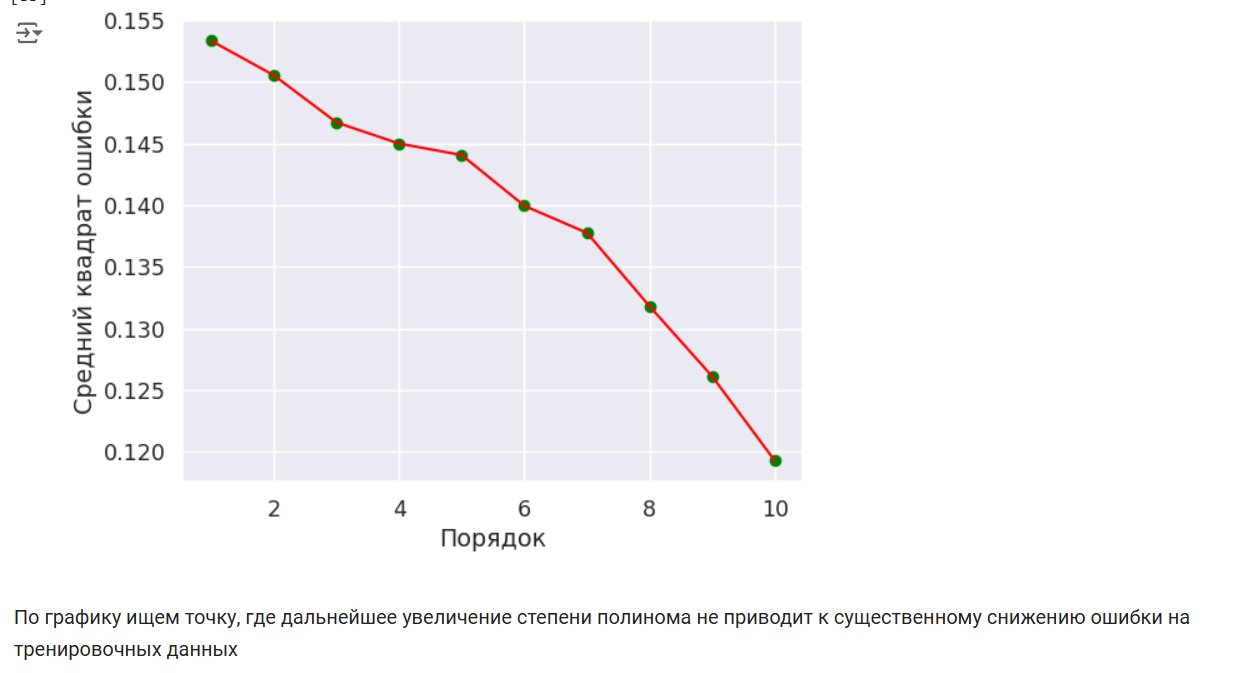 0.155
0.150
0.145
0.140
0.135
0.130
0.125
0.120
Средний квадрат ошибки
2 4 6 8 10
Порядок
По графику ищем точку, где дальнейшее увеличение степени полинома не приводит к существенному снижению ошибки на
тренировочных данных